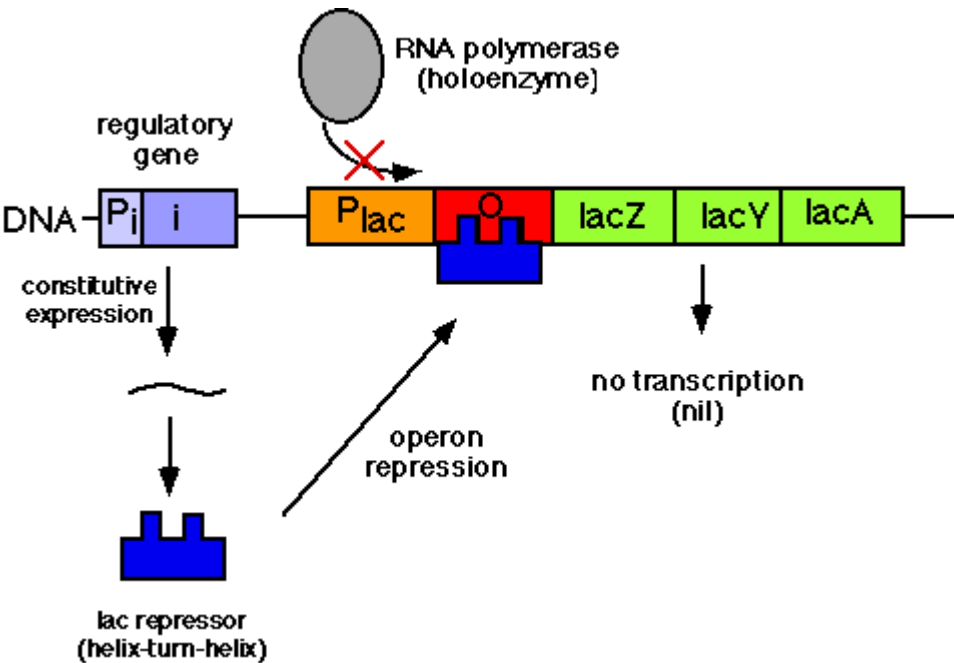 RNA polymerase
(holoenzyme)
regulatory
gene
DNA
Pi
i
Plac
O
lacZ
lacY
lacA
constitutive
expression
no transcription
(nil)
operon
repression
lac repressor
(helix-turn-helix)